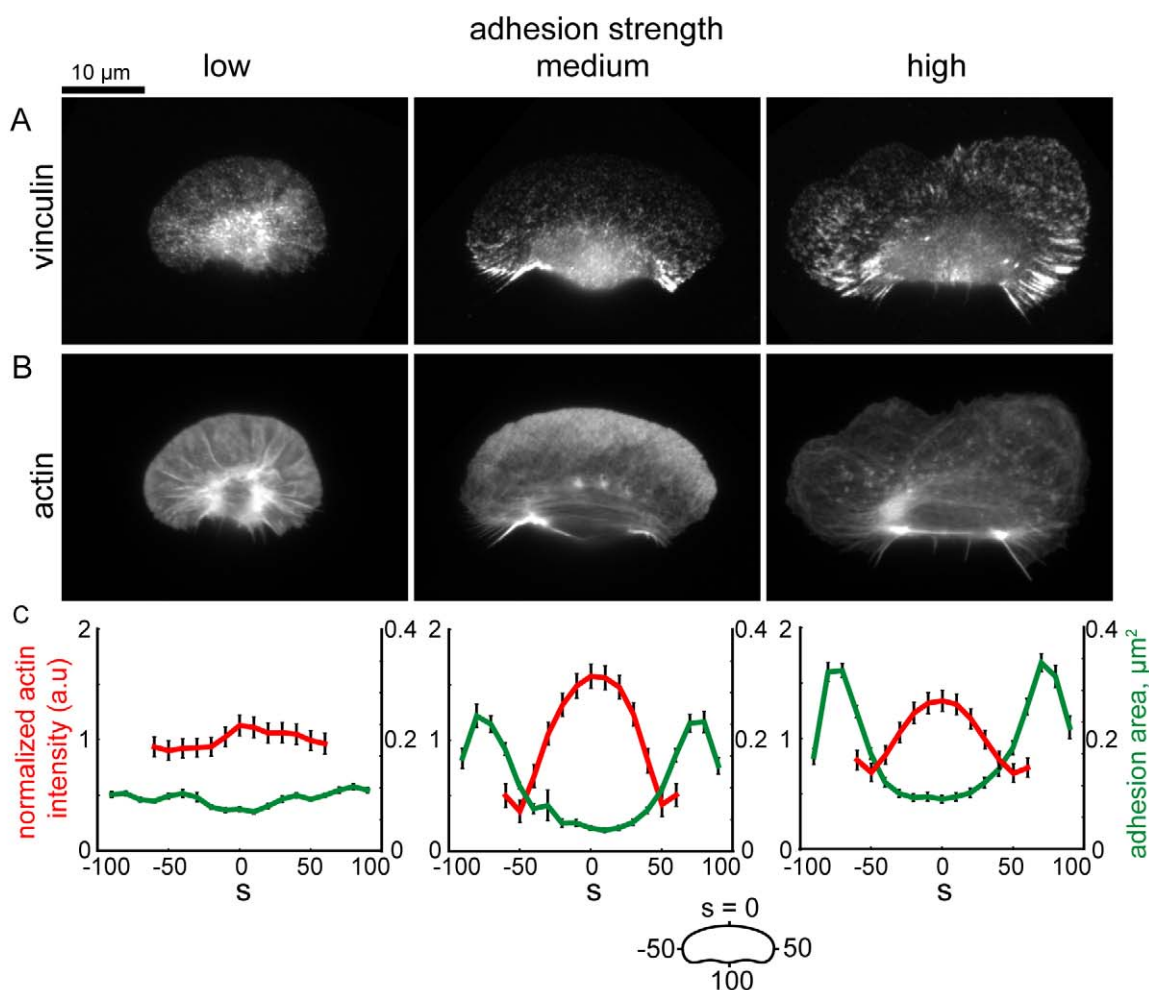 adhesion strength
low medium high
10 µm
A
vinculin
B
actin
C
normalized actin
intensity (a.u)
2 0.4 2 0.4 2 0.4
1 0.2 1 0.2 1 0.2
0 0 0 0 0 0
adhesion area, µm²
-100 -50 0 50 100 -100 -50 0 50 100 -100 -50 0 50 100
s s s
s = 0
-50 50
100